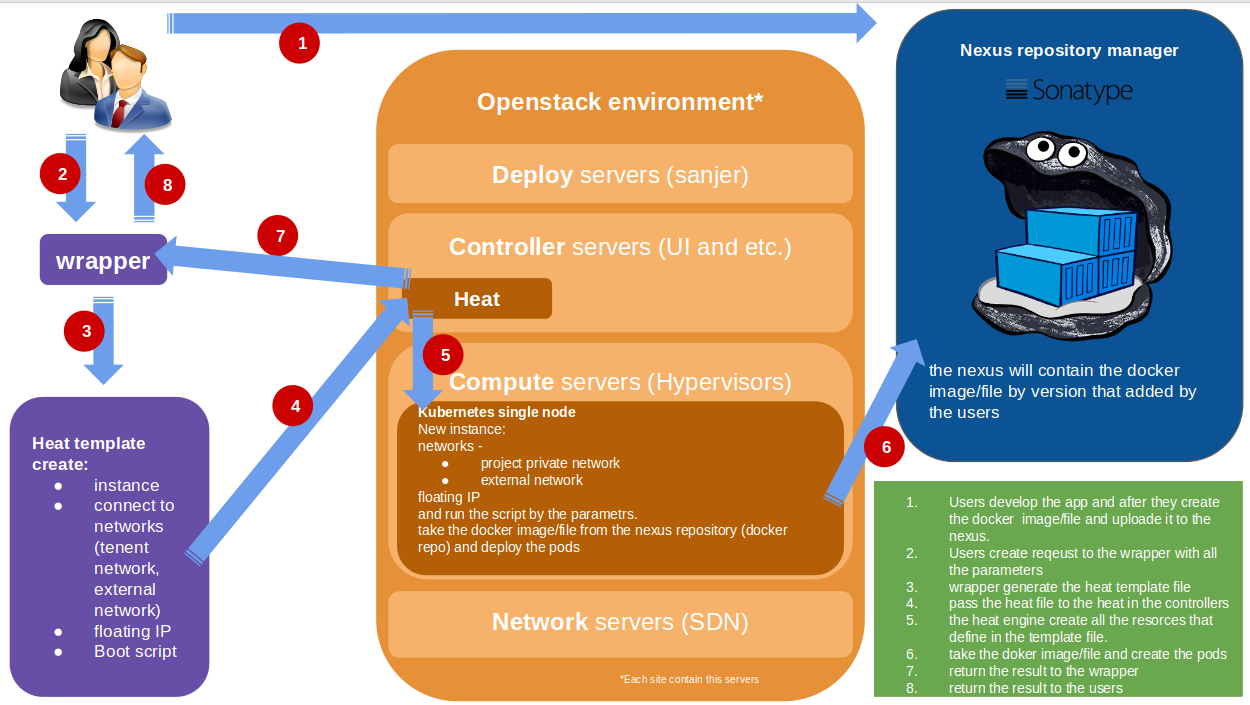 1
Nexus repository manager
Sonatype
Openstack environment*
Deploy servers (sanjer)
Controller servers (UI and etc.)
Heat
2
8
7
wrapper
3
4
5
6
Compute servers (Hypervisors)
Kubernetes single node
New instance:
networks -
● project private network
● external network
floating IP
and run the script by the parametrs.
take the docker image/file from the nexus repository (docker
repo) and deploy the pods
Network servers (SDN)
*Each site contain this servers
Heat template
create:
● instance
● connect to
networks
(tenent
network,
external
network)
● floating IP
● Boot script
the nexus will contain the docker
image/file by version that added by
the users
1. Users develop the app and after they create
the docker image/file and uploade it to the
nexus.
2. Users create reqeust to the wrapper with all
the parameters
3. wrapper generate the heat template file
4. pass the heat file to the heat in the controllers
5. the heat engine create all the resorces that
define in the template file.
6. take the doker image/file and create the pods
7. return the result to the wrapper
8. return the result to the users